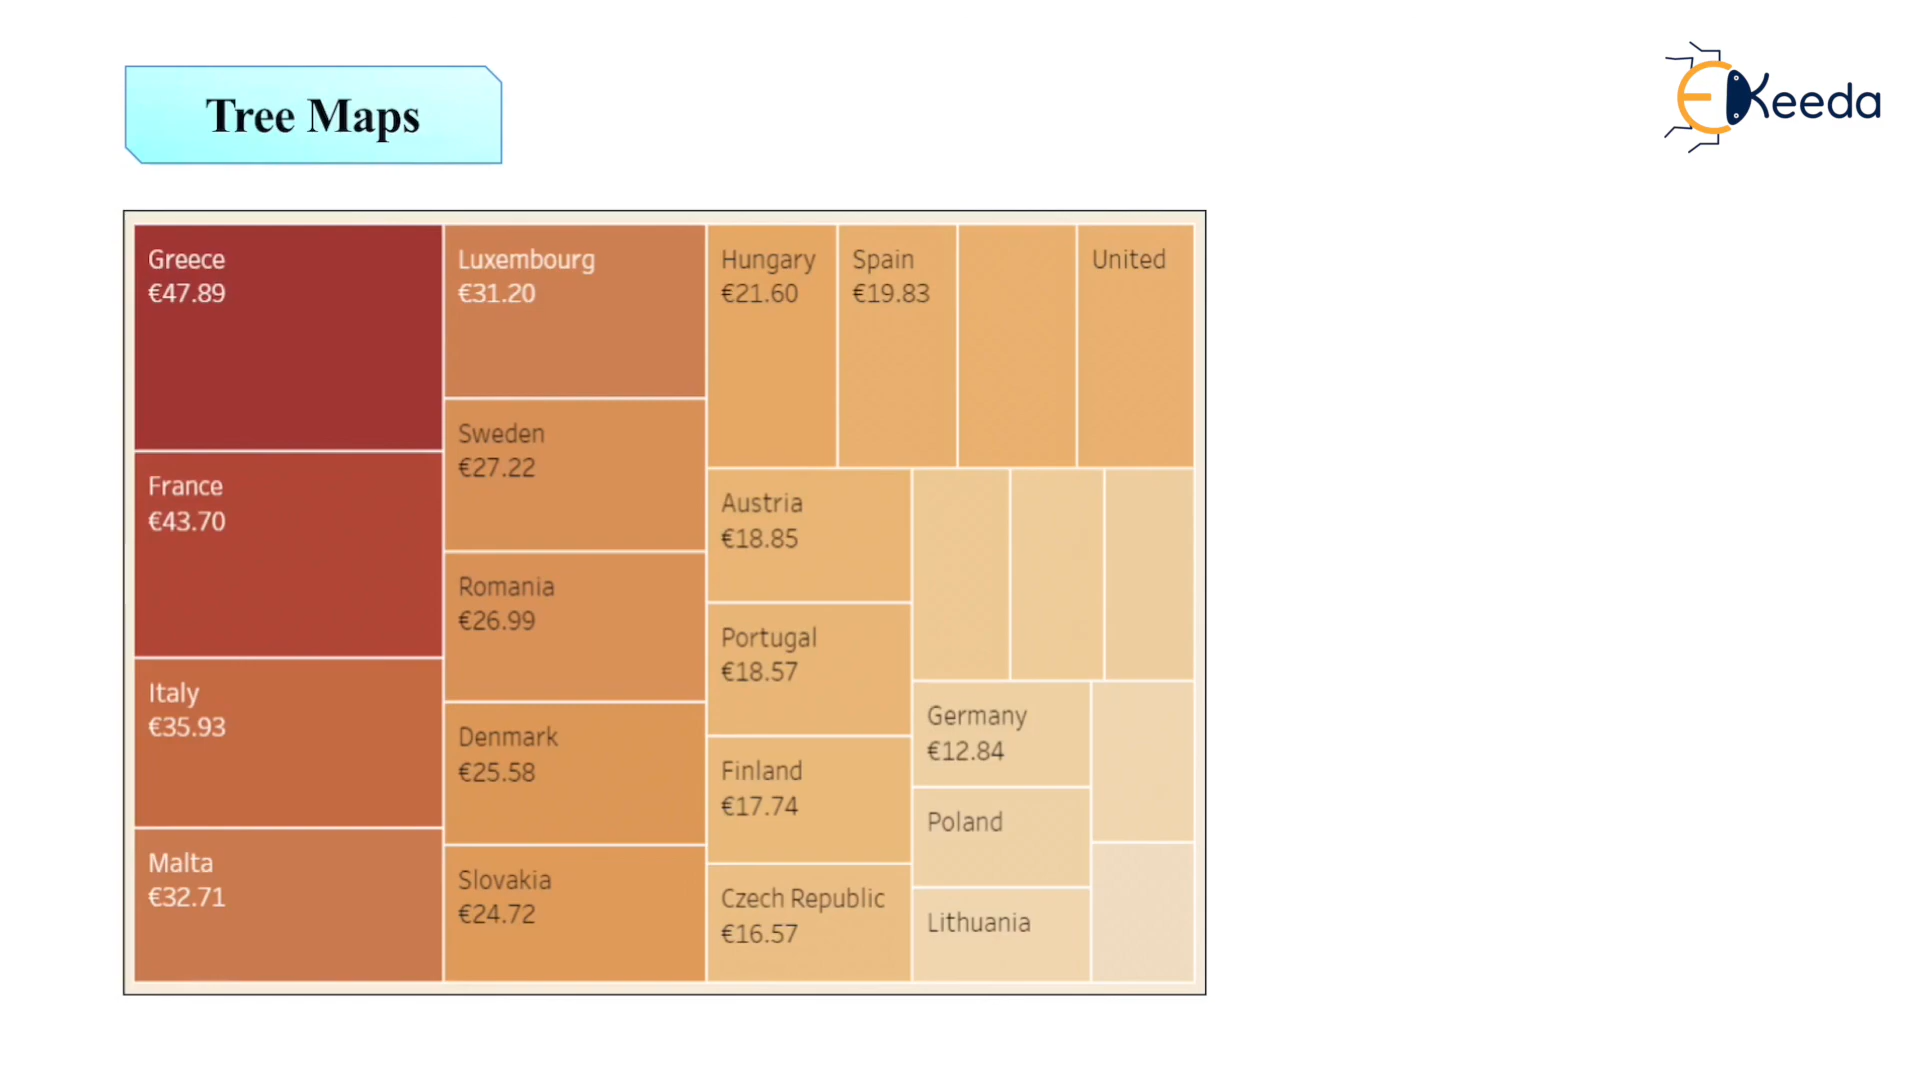 Tree Maps
EKeeda
Greece
€47.89
France
€43.70
Italy
€35.93
Malta
€32.71
Luxembourg
€31.20
Sweden
€27.22
Romania
€26.99
Denmark
€25.58
Slovakia
€24.72
Hungary
€21.60
Spain
€19.83
United
Austria
€18.85
Portugal
€18.57
Finland
€17.74
Czech Republic
€16.57
Germany
€12.84
Poland
Lithuania